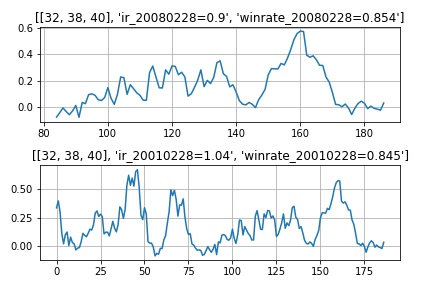 [[32, 38, 40], 'ir_20080228=0.9', 'winrate_20080228=0.854']
0.6
0.4
0.2
0.0
80 100 120 140 160 180
[[32, 38, 40], 'ir_20010228=1.04', 'winrate_20010228=0.845']
0.50
0.25
0.00
0 25 50 75 100 125 150 175